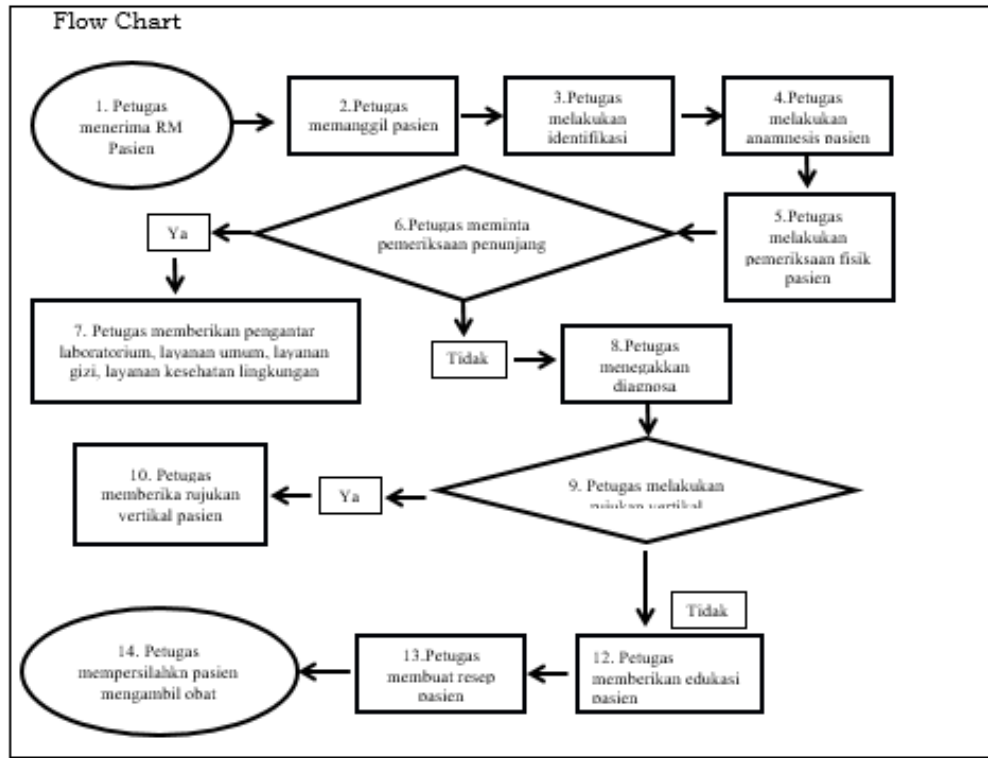 Flow Chart
1. Petugas
menerima RM
Pasien
2.Petugas
memanggil pasien
3.Petugas
melakukan
identifikasi
4.Petugas
melakukan
anamnesis pasien
5.Petugas
melakukan
pemeriksaan fisik
pasien
6.Petugas meminta
pemeriksaan penunjang
Ya
7. Petugas memberikan pengantar
laboratorium, layanan umum, layanan
gizi, layanan kesehatan lingkungan
Tidak
8.Petugas
menegakkan
diagnosa
9. Petugas melakukan
rujukan vertikal
Ya
10. Petugas
memberika rujukan
vertikal pasien
Tidak
12. Petugas
memberikan edukasi
pasien
13.Petugas
membuat resep
pasien
14. Petugas
mempersilahkn pasien
mengambil obat